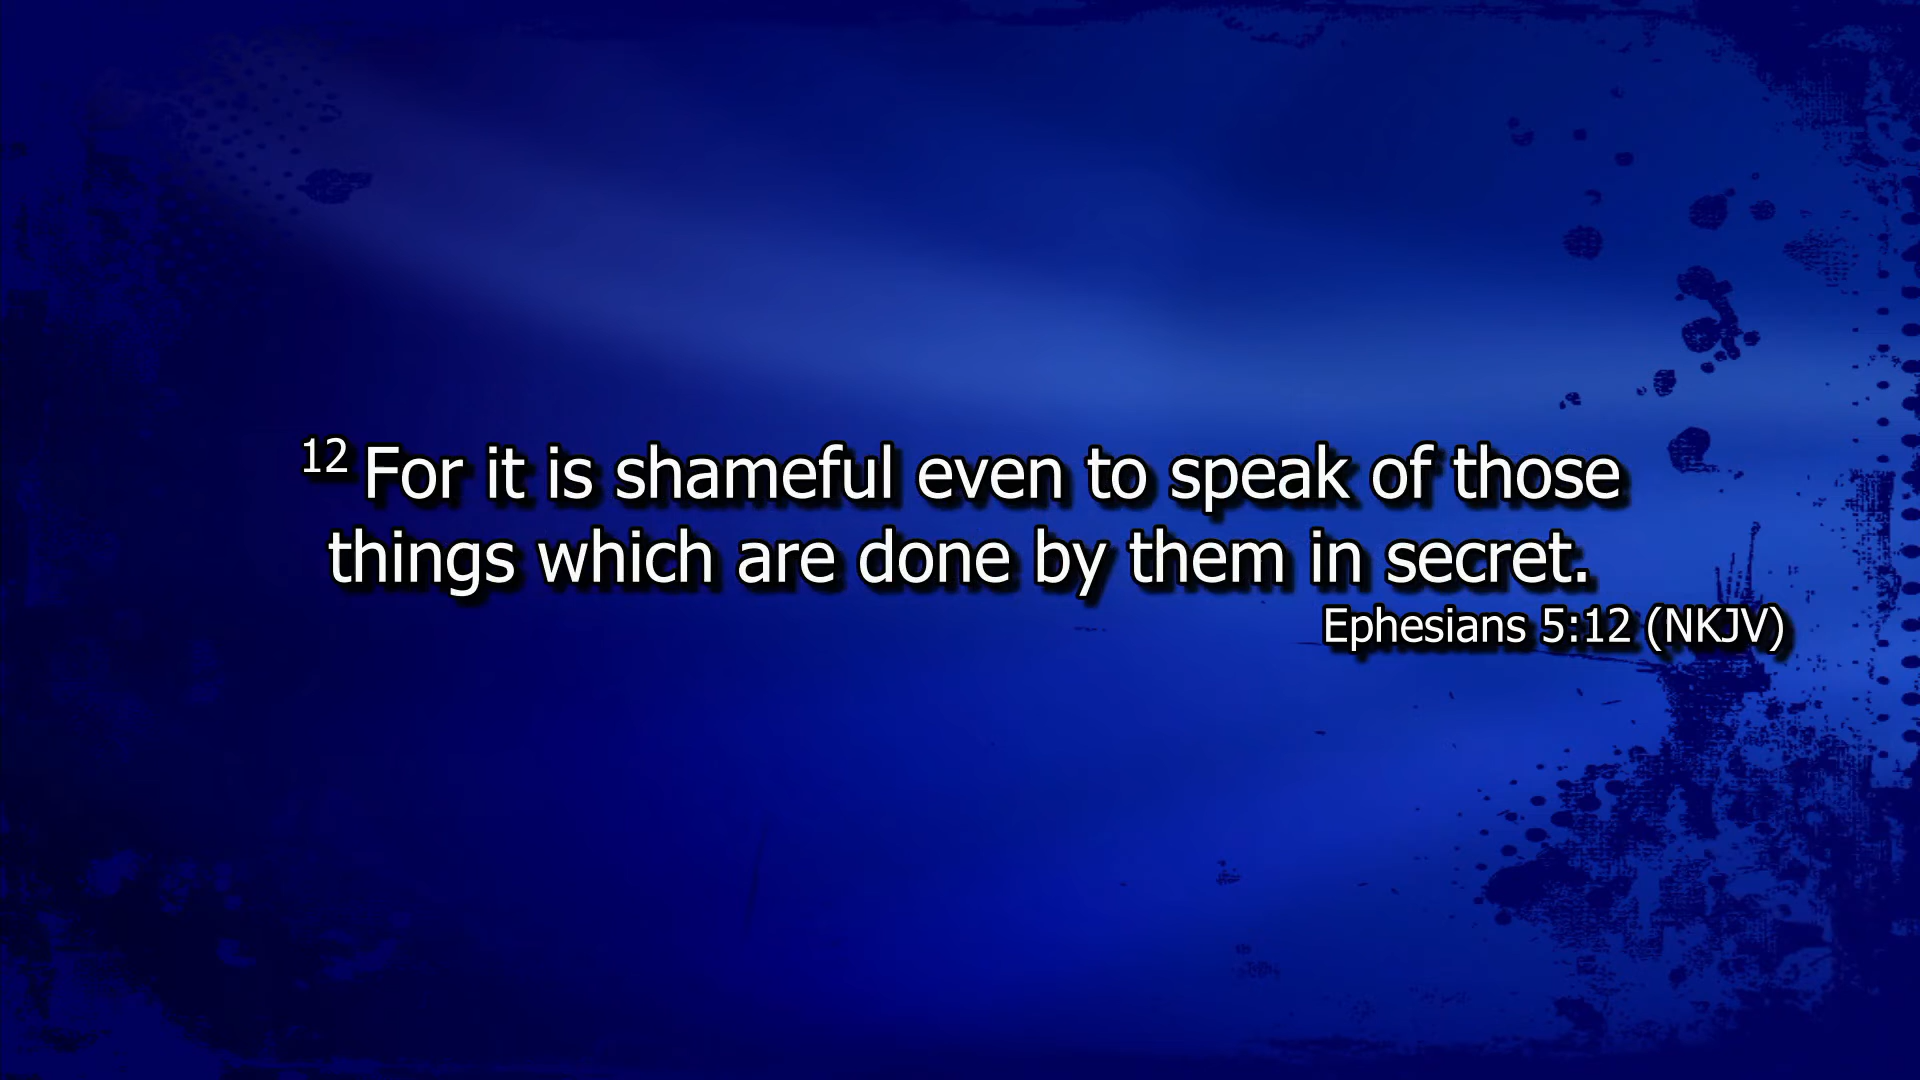 12 For it is shameful even to speak of those
things which are done by them in secret.
Ephesians 5:12 (NKJV)